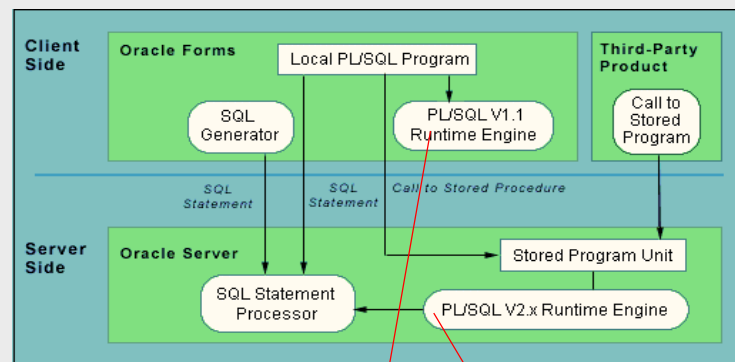 Client Side
Oracle Forms
Local PL/SQL Program
Third-Party
Product
SQL
Generator
PL/SQL V1.1
Runtime Engine
Call to
Stored
Program
SQL
Statement
SQL
Statement
Call to Stored Procedure
Server
Side
Oracle Server
Stored Program Unit
SQL Statement
Processor
PL/SQL V2.x Runtime Engine